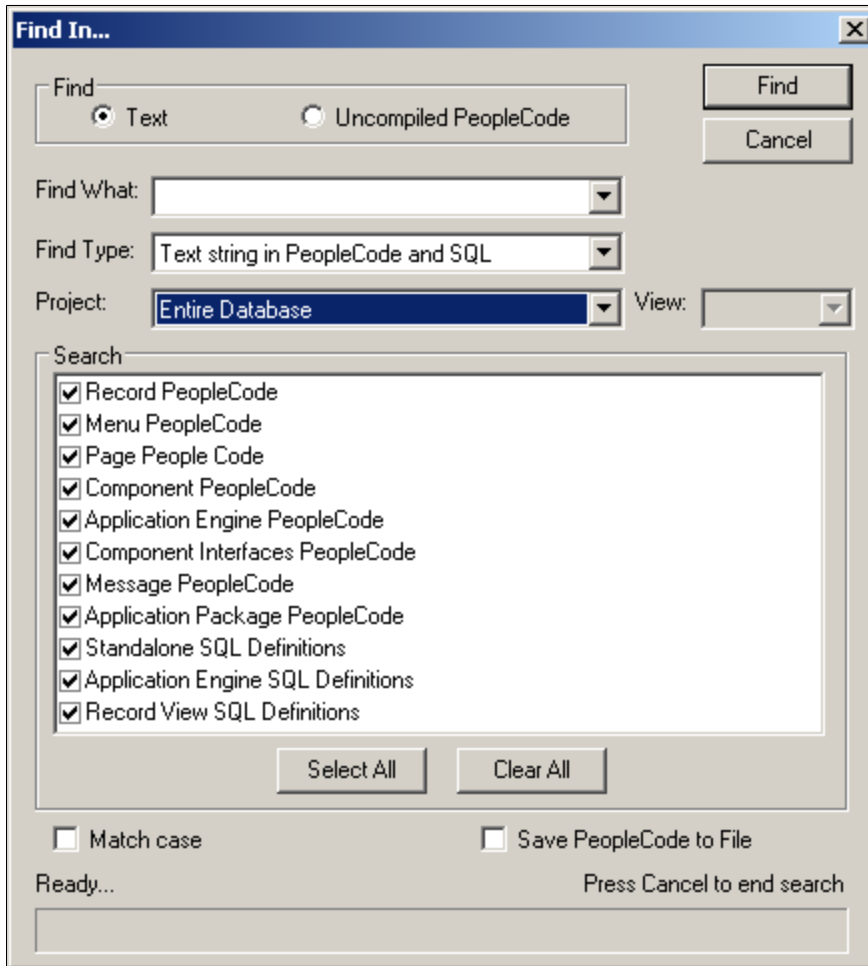 Find In...
Find
Find
Text
Uncompiled PeopleCode
Cancel
Find What:
Find Type:
Text string in PeopleCode and SQL
Project:
Entire Database
View:
Search
Record PeopleCode
Menu PeopleCode
Page People Code
Component PeopleCode
Application Engine PeopleCode
Component Interfaces PeopleCode
Message PeopleCode
Application Package PeopleCode
Standalone SQL Definitions
Application Engine SQL Definitions
Record View SQL Definitions
Select All
Clear All
Match case
Save PeopleCode to File
Ready...
Press Cancel to end search